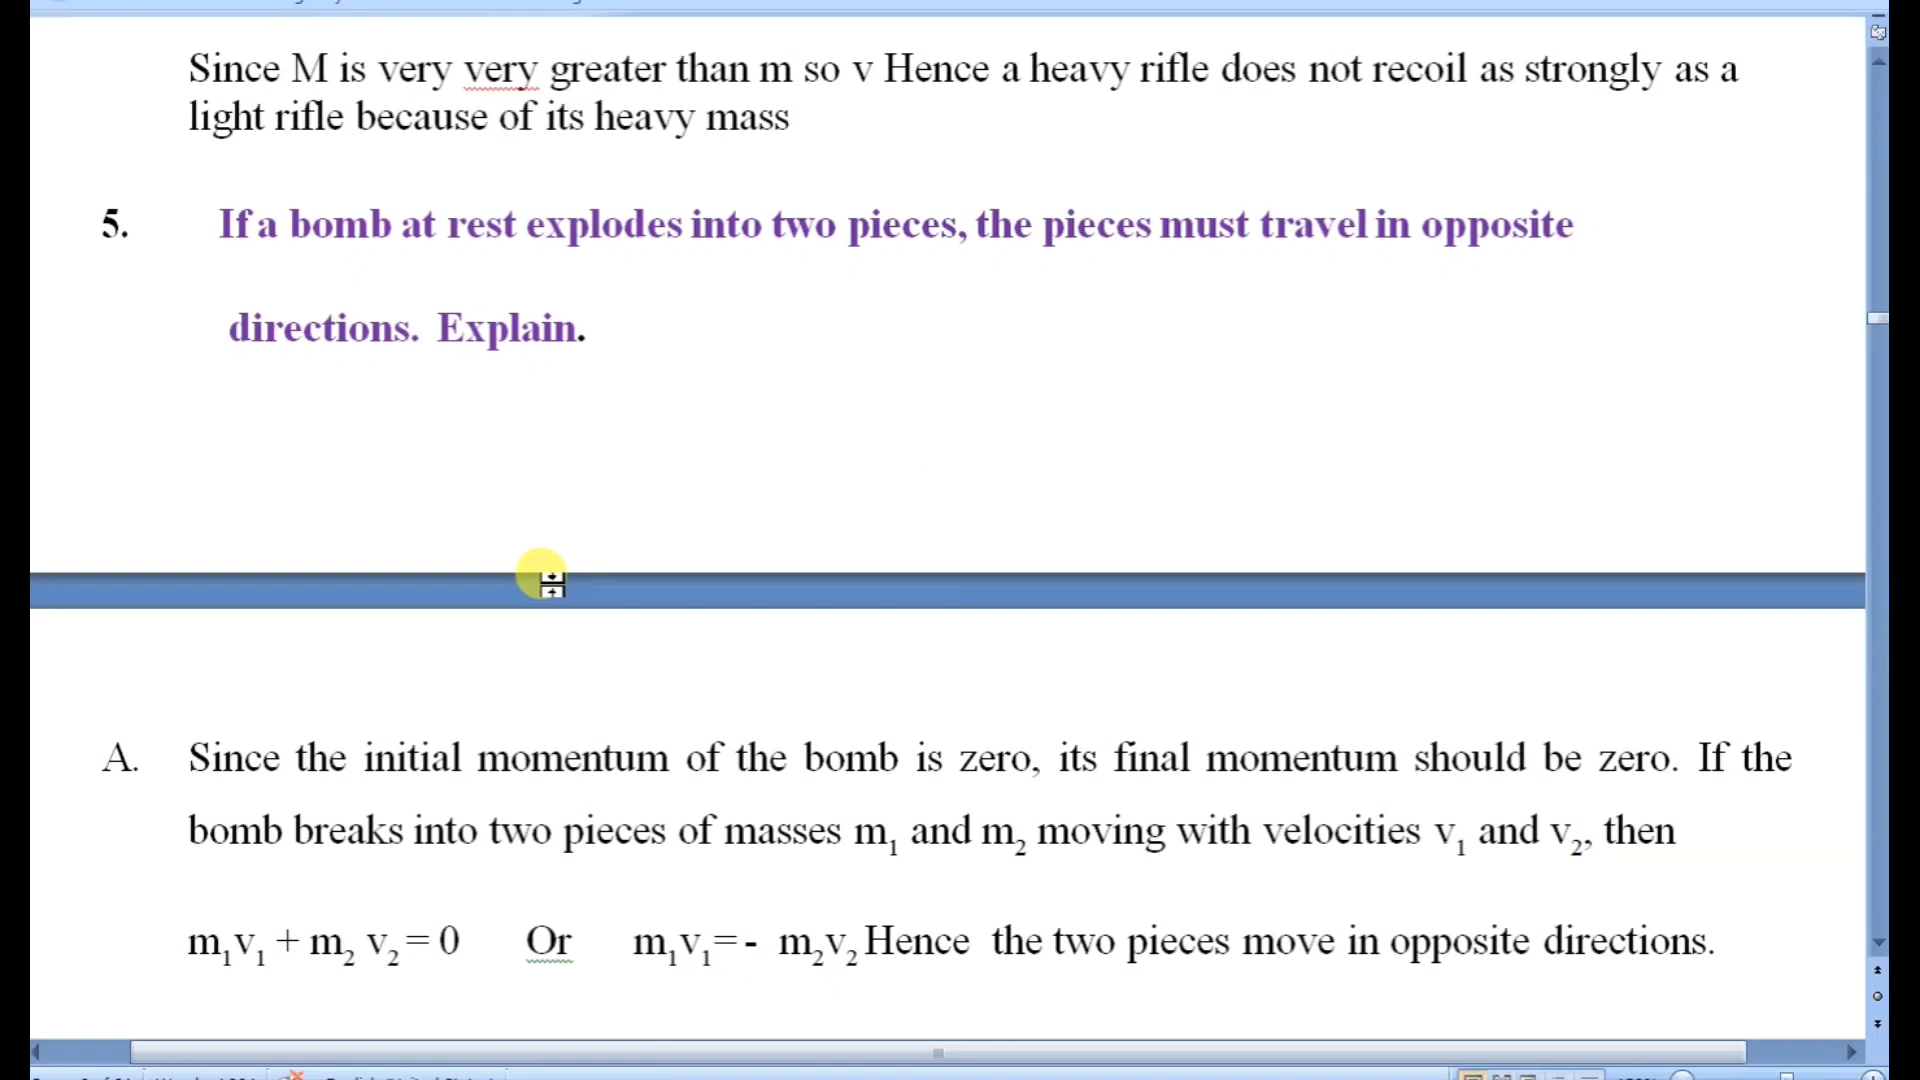 Since M is very very greater than m so v Hence a heavy rifle does not recoil as strongly as a
light rifle because of its heavy mass
5. If a bomb at rest explodes into two pieces, the pieces must travel in opposite
directions. Explain.
A. Since the initial momentum of the bomb is zero, its final momentum should be zero. If the
bomb breaks into two pieces of masses m₁ and m₂ moving with velocities v₁ and v₂, then
m₁v₁ + m₂ v₂ = 0 Or m₁v₁ = - m₂v₂ Hence the two pieces move in opposite directions.